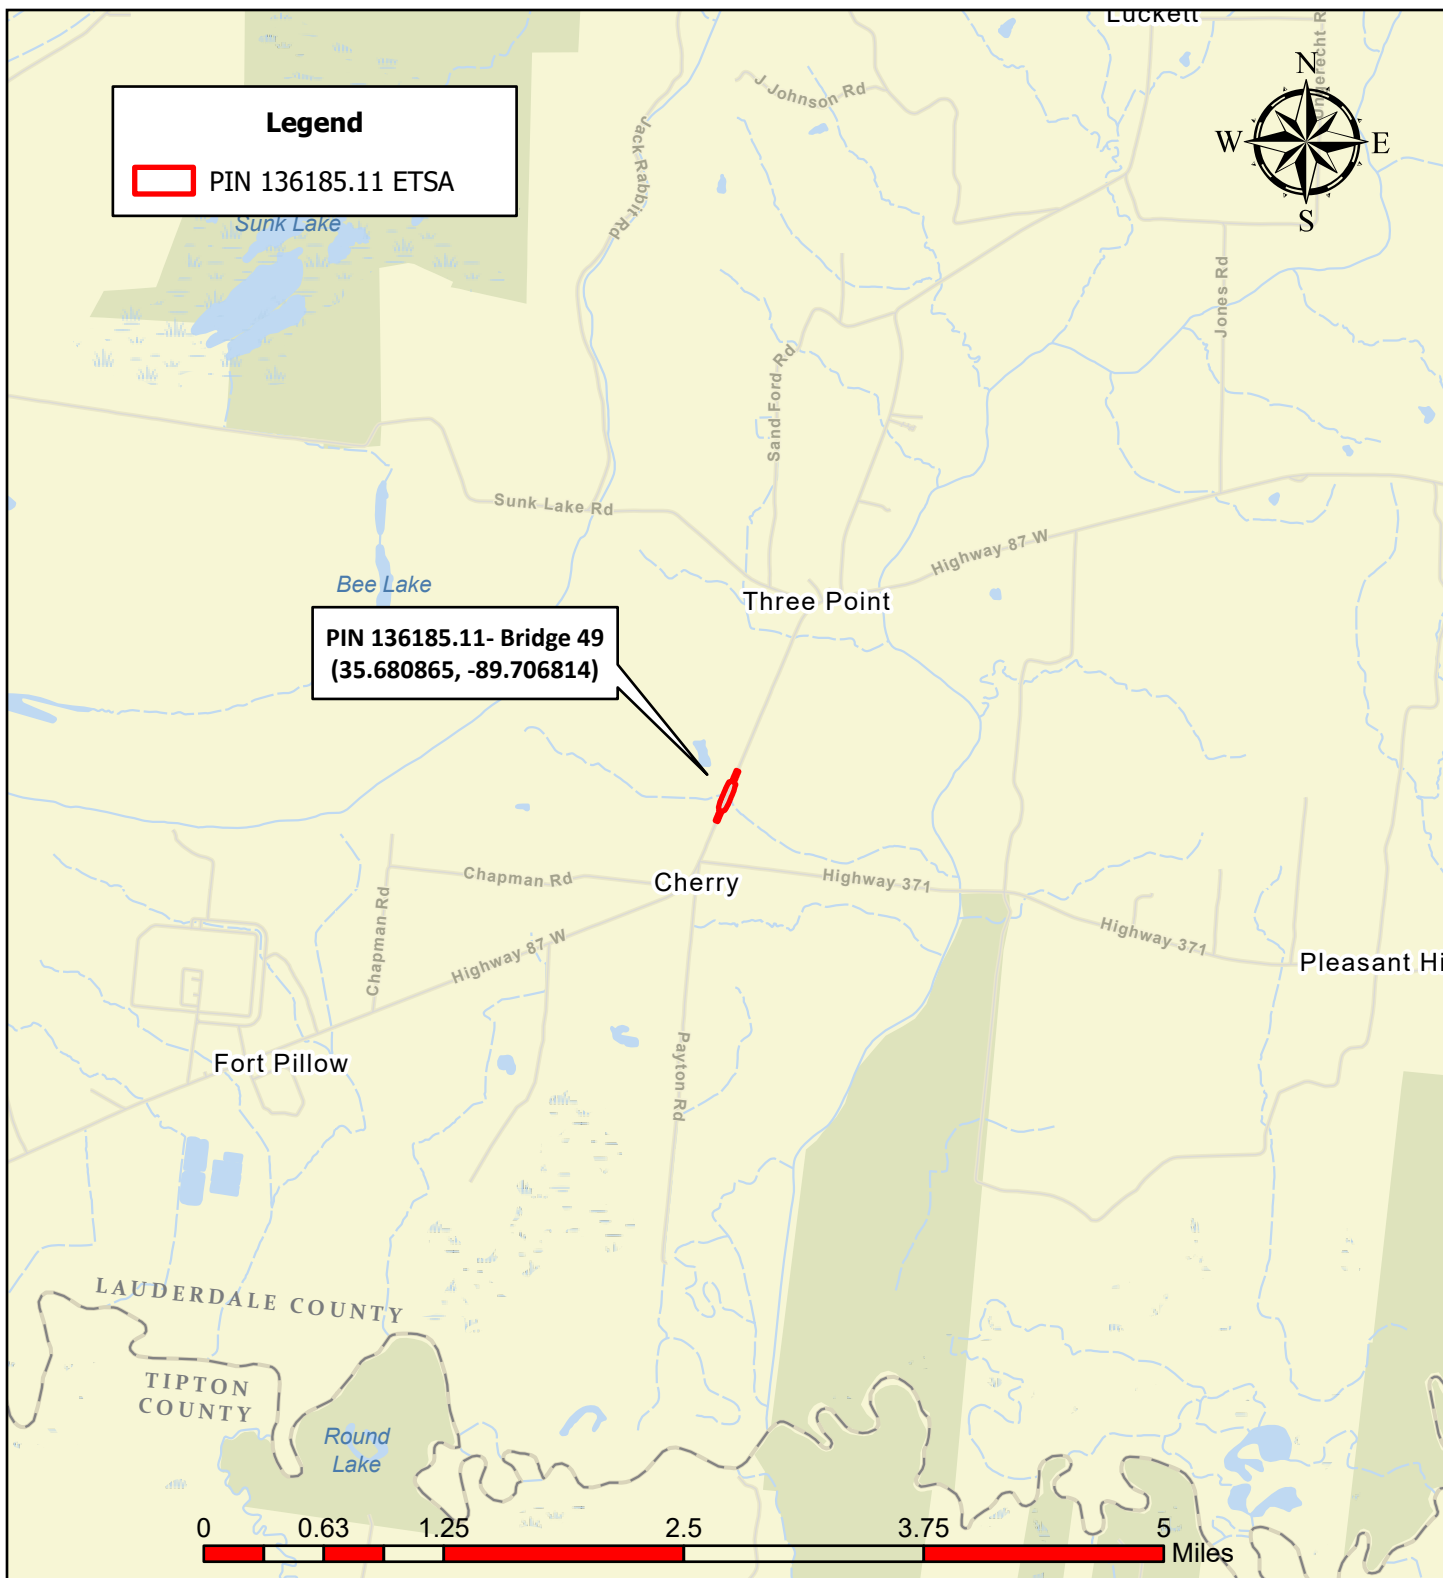 Luckett
Ungerecht R
N
W
E
S
Legend
PIN 136185.11 ETSA
J Johnson Rd
Jack Rabbit Rd
Sunk Lake
Jones Rd
Sand Ford Rd
Sunk Lake Rd
Highway 87 W
Bee Lake
Three Point
PIN 136185.11- Bridge 49
(35.680865, -89.706814)
Chapman Rd
Cherry
Highway 371
Chapman Rd
Highway 87 W
Highway 371
Pleasant Hi
Fort Pillow
Payton Rd
LAUDERDALE COUNTY
TIPTON
COUNTY
Round
Lake
0 0.63 1.25 2.5 3.75 5
Miles